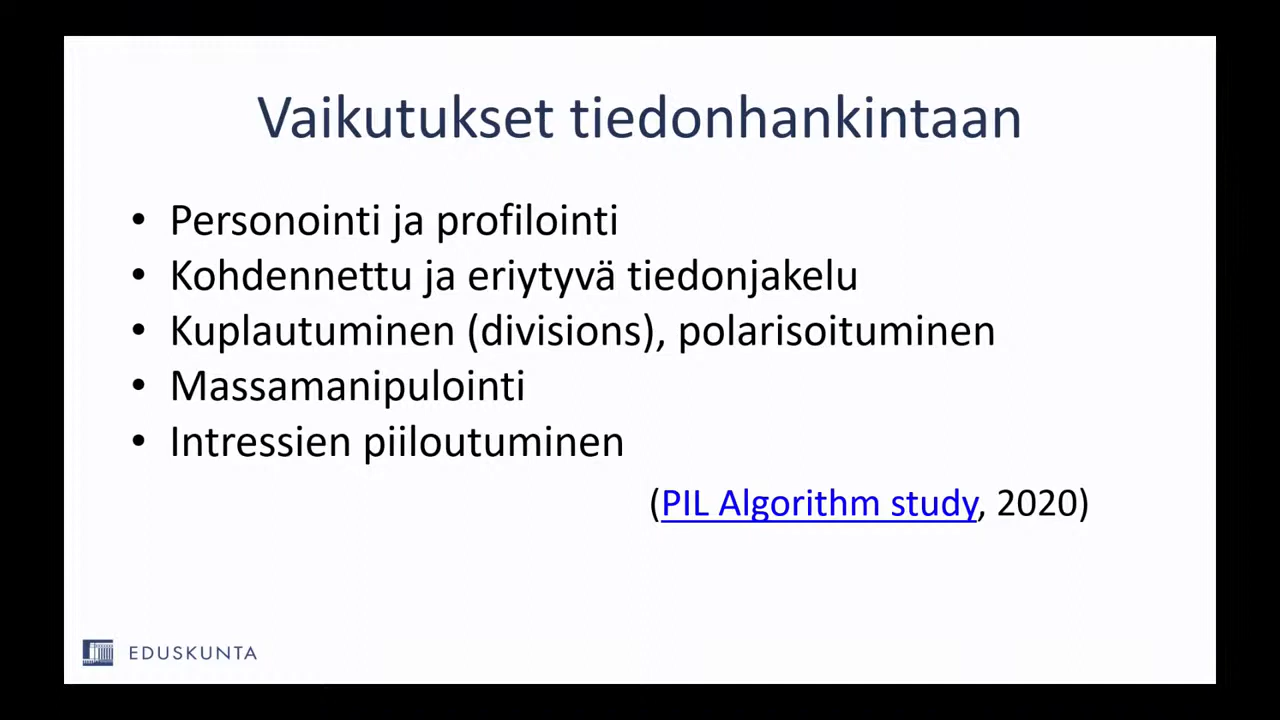 Vaikutukset tiedonhankintaan
• Personointi ja profilointi
• Kohdennettu ja eriytyvä tiedonjakelu
• Kuplautuminen (divisions), polarisoituminen
• Massamanipulointi
• Intressien piiloutuminen
(PIL Algorithm study, 2020)
EDUSKUNTA